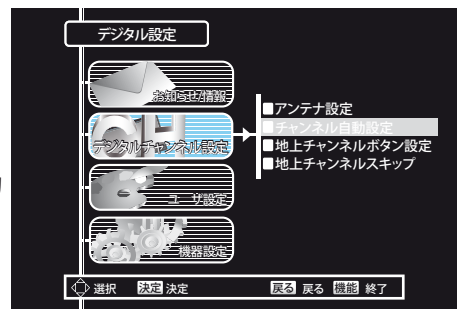 デジタル設定
お知らせ/情報
CH
デジタルチャンネル設定
ユーザ設定
機器設定
■アンテナ設定
■チャンネル自動設定
■地上チャンネルボタン設定
■地上チャンネルスキップ
選択 決定 決定 戻る 戻る 機能 終了